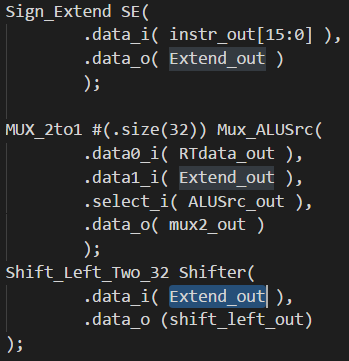 Sign_Extend SE(
.data_i( instr_out[15:0] ),
.data_o( Extend_out )
);
MUX_2to1 #(.size(32)) Mux_ALUSrc(
.data0_i( RTdata_out ),
.data1_i( Extend_out ),
.select_i( ALUSrc_out ),
.data_o( mux2_out )
);
Shift_Left_Two_32 Shifter(
.data_i( Extend_out ),
.data_o (shift_left_out)
);